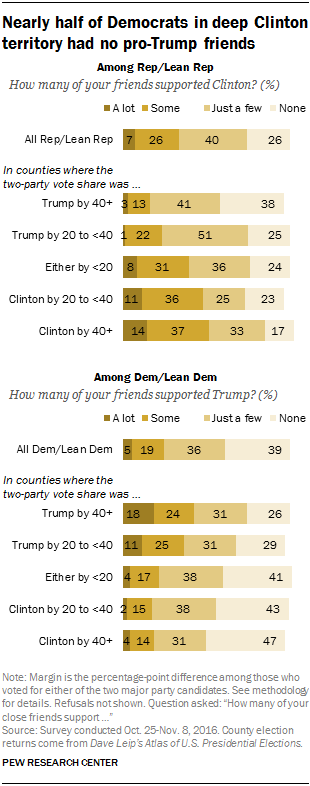 Nearly half of Democrats in deep Clinton
territory had no pro-Trump friends
Among Rep/Lean Rep
How many of your friends supported Clinton? (%)
A lot Some Just a few None
All Rep/Lean Rep 7 26 40 26
In counties where the
two-party vote share was ...
Trump by 40+ 3 13 41 38
Trump by 20 to <40 1 22 51 25
Either by <20 8 31 36 24
Clinton by 20 to <40 11 36 25 23
Clinton by 40+ 14 37 33 17
Among Dem/Lean Dem
How many of your friends supported Trump? (%)
A lot Some Just a few None
All Dem/Lean Dem 5 19 36 39
In counties where the
two-party vote share was ...
Trump by 40+ 18 24 31 26
Trump by 20 to <40 11 25 31 29
Either by <20 4 17 38 41
Clinton by 20 to <40 2 15 38 43
Clinton by 40+ 4 14 31 47
Note: Margin is the percentage-point difference among those who
voted for either of the two major party candidates. See methodology
for details. Refusals not shown. Question asked: “How many of your
close friends support ...”
Source: Survey conducted Oct. 25-Nov. 8, 2016. County election
returns come from Dave Leip's Atlas of U.S. Presidential Elections.
PEW RESEARCH CENTER